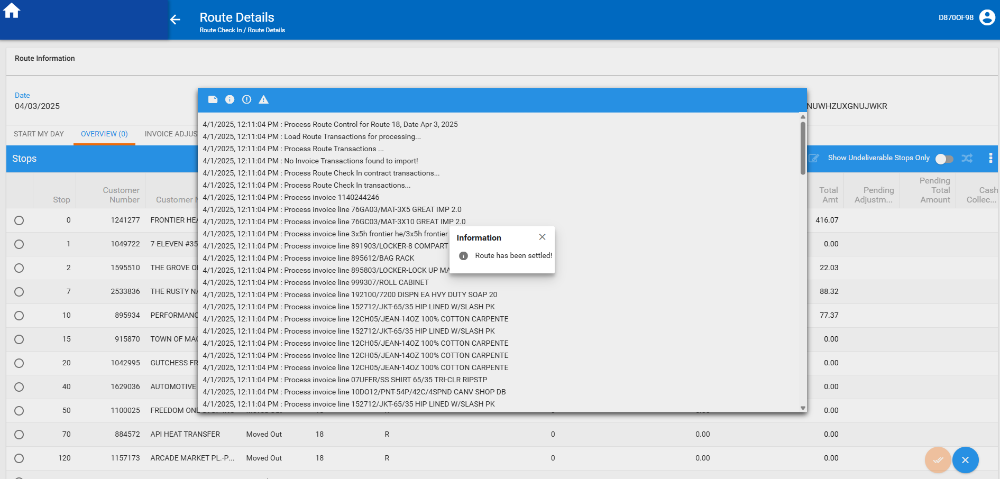 Route Details
Route Check In / Route Details
D870OF98
Route Information
Date
04/03/2025
NUWHZUXGNUJWKR
START MY DAY
OVERVIEW (0)
INVOICE ADJUS
Stops
Show Undeliverable Stops Only
Stop
Customer Number
Customer N
Total Amt
Pending Adjustm...
Pending Total Amount
Cash Collec...
0 1241277 FRONTIER HEA 416.07
1 1049722 7-ELEVEN #35 0.00
2 1595510 THE GROVE O 22.03
7 2533836 THE RUSTY NA 88.32
10 895934 PERFORMANC 77.37
15 915870 TOWN OF MAC 0.00
20 1042995 GUTCHESS FR 0.00
40 1629036 AUTOMOTIVE 0.00
50 1100025 FREEDOM ONE 0.00
70 884572 API HEAT TRANSFER Moved Out 18 R 0 0.00 0.00
120 1157173 ARCADE MARKET PL.-P... Moved Out 18 R 0 0.00 0.00
4/1/2025, 12:11:04 PM : Process Route Control for Route 18, Date Apr 3, 2025
4/1/2025, 12:11:04 PM : Load Route Transactions for processing...
4/1/2025, 12:11:04 PM : Process Route Transactions ...
4/1/2025, 12:11:04 PM : No Invoice Transactions found to import!
4/1/2025, 12:11:04 PM : Process Route Check In contract transactions...
4/1/2025, 12:11:04 PM : Process Route Check In transactions...
4/1/2025, 12:11:04 PM : Process invoice 1140244246
4/1/2025, 12:11:04 PM : Process invoice line 76GA03/MAT-3X5 GREAT IMP 2.0
4/1/2025, 12:11:04 PM : Process invoice line 76GC03/MAT-3X10 GREAT IMP 2.0
4/1/2025, 12:11:04 PM : Process invoice line 3x5h frontier he/3x5h frontier
4/1/2025, 12:11:04 PM : Process invoice line 891903/LOCKER-8 COMPART
4/1/2025, 12:11:04 PM : Process invoice line 895612/BAG RACK
4/1/2025, 12:11:04 PM : Process invoice line 895803/LOCKER-LOCK UP MA
4/1/2025, 12:11:04 PM : Process invoice line 999307/ROLL CABINET
4/1/2025, 12:11:04 PM : Process invoice line 192100/7200 DISPN EA HVY DUTY SOAP 20
4/1/2025, 12:11:04 PM : Process invoice line 152712/JKT-65/35 HIP LINED W/SLASH PK
4/1/2025, 12:11:04 PM : Process invoice line 12CH05/JEAN-14OZ 100% COTTON CARPENTE
4/1/2025, 12:11:04 PM : Process invoice line 152712/JKT-65/35 HIP LINED W/SLASH PK
4/1/2025, 12:11:04 PM : Process invoice line 12CH05/JEAN-14OZ 100% COTTON CARPENTE
4/1/2025, 12:11:04 PM : Process invoice line 12CH05/JEAN-14OZ 100% COTTON CARPENTE
4/1/2025, 12:11:04 PM : Process invoice line 12CH05/JEAN-14OZ 100% COTTON CARPENTE
4/1/2025, 12:11:04 PM : Process invoice line 07UFER/SS SHIRT 65/35 TRI-CLR RIPSTP
4/1/2025, 12:11:04 PM : Process invoice line 10DO12/PNT-54P/42C/4SPND CANV SHOP DB
4/1/2025, 12:11:04 PM : Process invoice line 152712/JKT-65/35 HIP LINED W/SLASH PK
Information
Route has been settled!